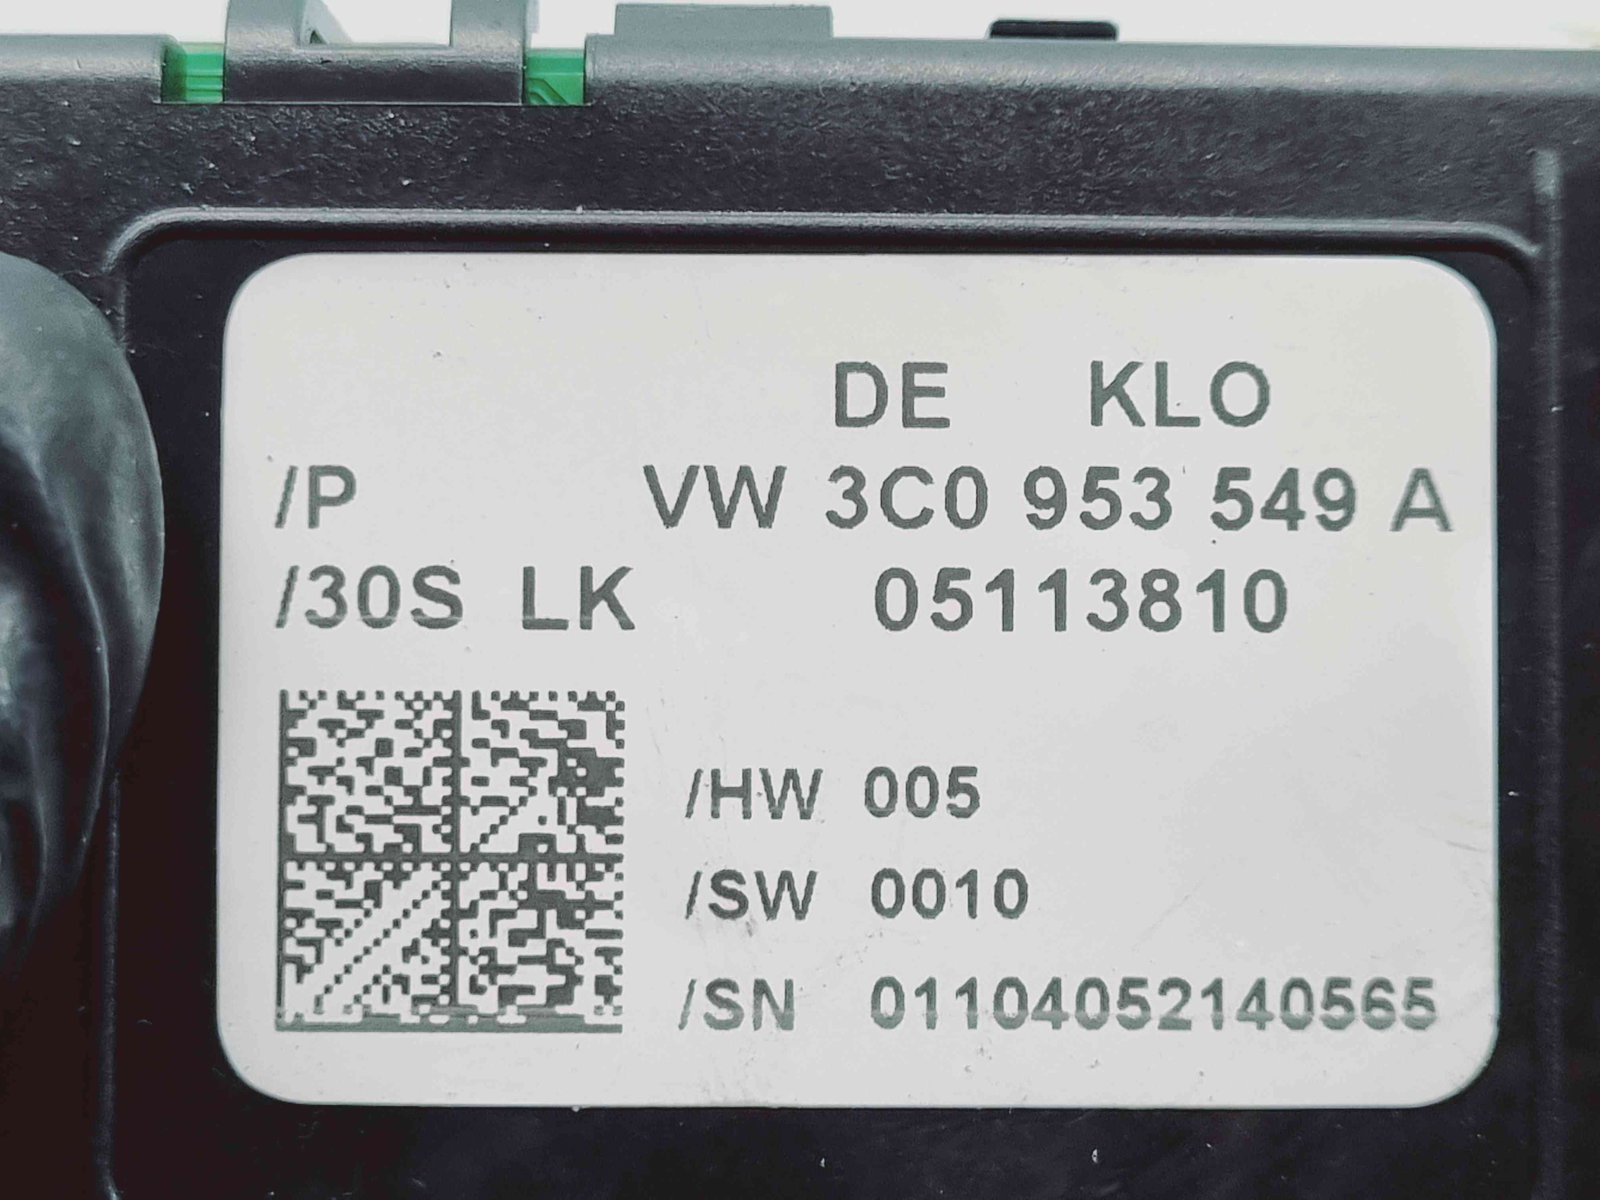 DE KLO
/P VW 3C0 953 549 A
/30S LK 05113810
/HW 005
/SW 0010
/SN 01104052140565